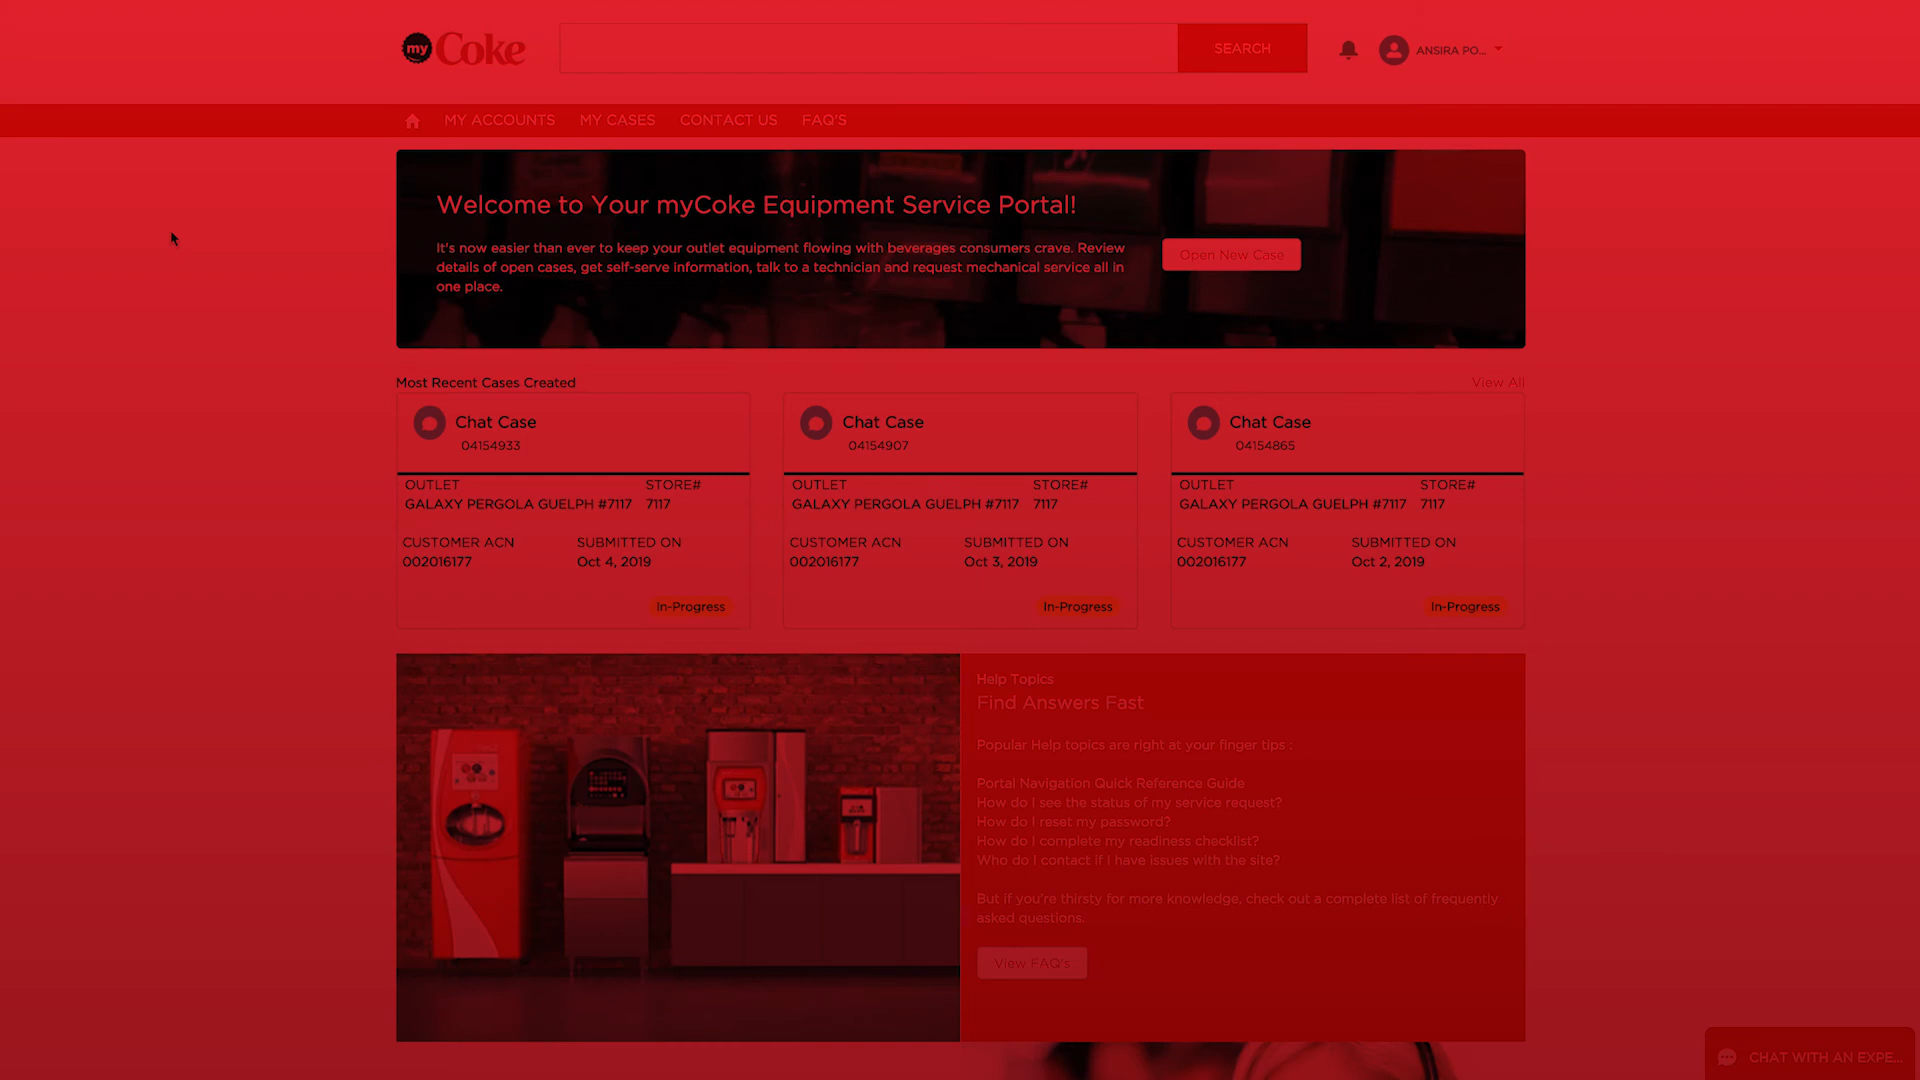 my Coke
SEARCH
ANSIRA PO...
MY ACCOUNTS
MY CASES
CONTACT US
FAQ'S
Welcome to Your myCoke Equipment Service Portal!
It's now easier than ever to keep your outlet equipment flowing with beverages consumers crave. Review
details of open cases, get self-serve information, talk to a technician and request mechanical service all in
one place.
Open New Case
Most Recent Cases Created
View All
Chat Case
04154933
OUTLET
STORE#
GALAXY PERGOLA GUELPH #7117
7117
CUSTOMER ACN
SUBMITTED ON
002016177
Oct 4, 2019
In-Progress
Chat Case
04154907
OUTLET
STORE#
GALAXY PERGOLA GUELPH #7117
7117
CUSTOMER ACN
SUBMITTED ON
002016177
Oct 3, 2019
In-Progress
Chat Case
04154865
OUTLET
STORE#
GALAXY PERGOLA GUELPH #7117
7117
CUSTOMER ACN
SUBMITTED ON
002016177
Oct 2, 2019
In-Progress
Help Topics
Find Answers Fast
Popular Help topics are right at your finger tips :
Portal Navigation Quick Reference Guide
How do I see the status of my service request?
How do I reset my password?
How do I complete my readiness checklist?
Who do I contact if I have issues with the site?
But if you're thirsty for more knowledge, check out a complete list of frequently
asked questions.
View FAQ's
CHAT WITH AN EXPE...